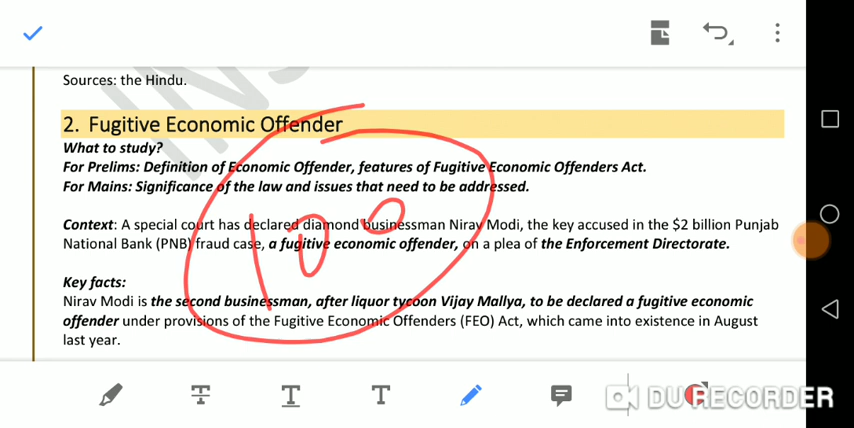 Sources: the Hindu.
2. Fugitive Economic Offender
What to study?
For Prelims: Definition of Economic Offender, features of Fugitive Economic Offenders Act.
For Mains: Significance of the law and issues that need to be addressed.
Context: A special court has declared diamond businessman Nirav Modi, the key accused in the $2 billion Punjab
National Bank (PNB) fraud case, a fugitive economic offender, on a plea of the Enforcement Directorate.
100
Key facts:
Nirav Modi is the second businessman, after liquor tycoon Vijay Mallya, to be declared a fugitive economic
offender under provisions of the Fugitive Economic Offenders (FEO) Act, which came into existence in August
last year.
T T T
DU RECORDER